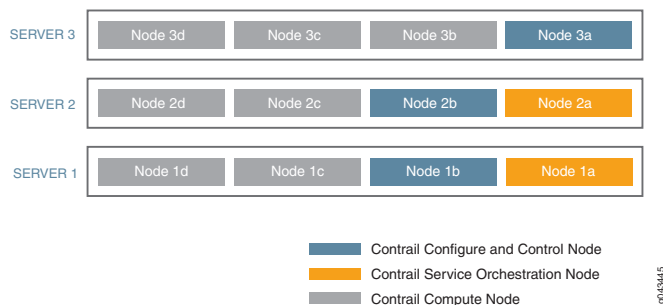 SERVER 3 Node 3d Node 3c Node 3b Node 3a
SERVER 2 Node 2d Node 2c Node 2b Node 2a
SERVER 1 Node 1d Node 1c Node 1b Node 1a
Contrail Configure and Control Node
Contrail Service Orchestration Node
Contrail Compute Node
g043445